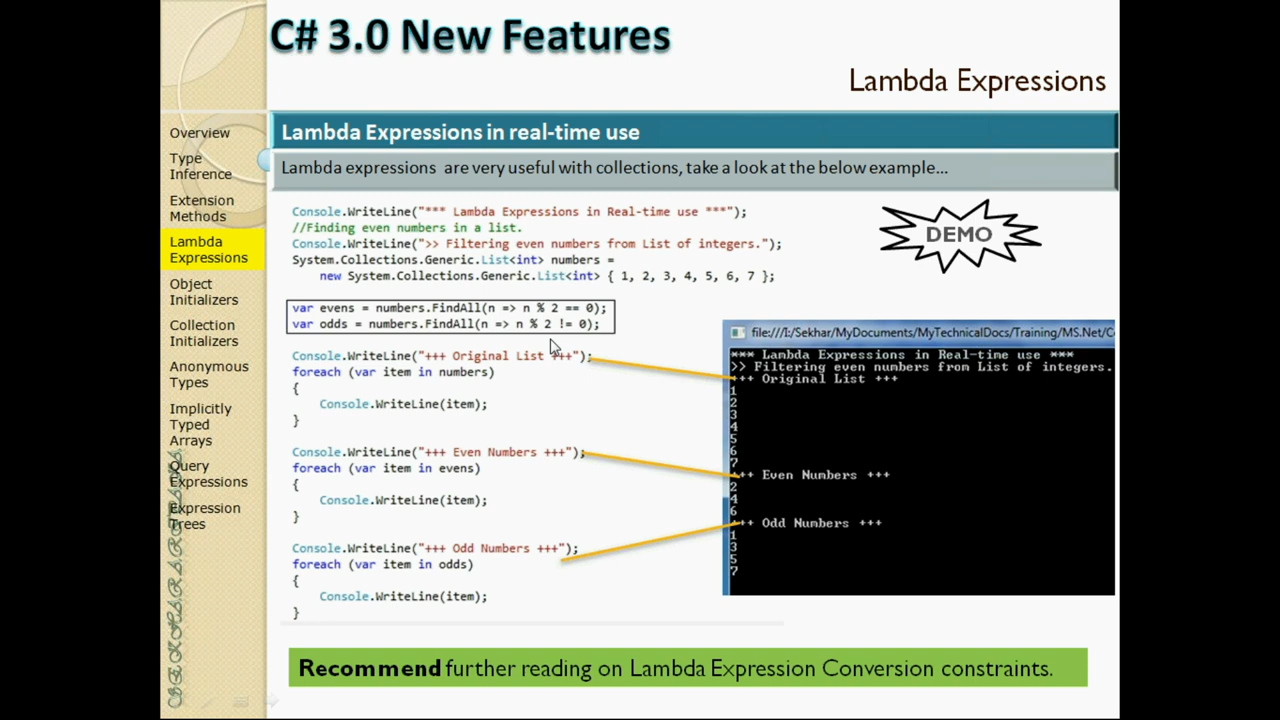 C# 3.0 New Features
Lambda Expressions
Overview
Type
Inference
Extension
Methods
Lambda
Expressions
Object
Initializers
Collection
Initializers
Anonymous
Types
Implicitly
Typed
Arrays
Query
Expressions
Expression
Trees
Lambda Expressions in real-time use
Lambda expressions are very useful with collections, take a look at the below example...
Console.WriteLine("*** Lambda Expressions in Real-time use ***");
//Finding even numbers in a list.
Console.WriteLine(">> Filtering even numbers from List of integers.");
System.Collections.Generic.List<int> numbers =
new System.Collections.Generic.List<int> { 1, 2, 3, 4, 5, 6, 7 };
var evens = numbers.FindAll(n => n % 2 == 0);
var odds = numbers.FindAll(n => n % 2 != 0);
Console.WriteLine("+++ Original List +++");
foreach (var item in numbers)
{
Console.WriteLine(item);
}
Console.WriteLine("+++ Even Numbers +++");
foreach (var item in evens)
{
Console.WriteLine(item);
}
Console.WriteLine("+++ Odd Numbers +++");
foreach (var item in odds)
{
Console.WriteLine(item);
}
DEMO
file:///I:/Sekhar/MyDocuments/MyTechnicalDocs/Training/MS.Net/C
*** Lambda Expressions in Real-time use ***
>> Filtering even numbers from List of integers.
+++ Original List +++
1
2
3
4
5
6
7
+++ Even Numbers +++
2
4
6
+++ Odd Numbers +++
1
3
5
7
Recommend further reading on Lambda Expression Conversion constraints.